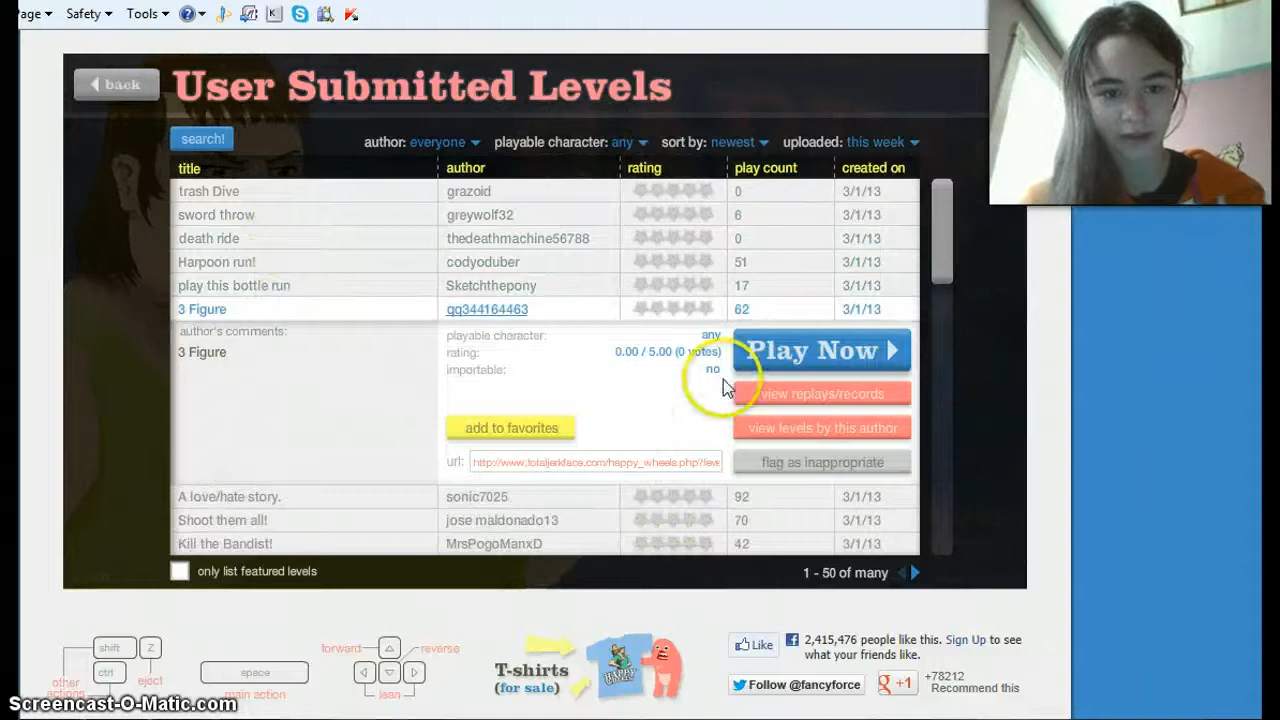 age Safety Tools
back User Submitted Levels
search! author: everyone playable character: any sort by: newest uploaded: this week
title author rating play count created on
trash Dive grazoid 0 3/1/13
sword throw greywolf32 6 3/1/13
death ride thedeathmachine56788 0 3/1/13
Harpoon run! codyoduber 51 3/1/13
play this bottle run Sketchthepony 17 3/1/13
3 Figure qq344164463 62 3/1/13
author's comments: playable character: any
3 Figure rating: 0.00 / 5.00 (0 votes) Play Now
importable: no
view replays/records
add to favorites view levels by this author
url: http://www.totaljerkface.com/happy_wheels.php?leve flag as inappropriate
A love/hate story. sonic7025 92 3/1/13
Shoot them all! jose maldonado13 70 3/1/13
Kill the Bandist! MrsPogoManxD 42 3/1/13
only list featured levels 1 - 50 of many
shift Z forward reverse
Like 2,415,476 people like this. Sign Up to see
what your friends like.
ctrl eject space T-shirts
other actions main action lean (for sale) HAPPY WHEELS
Follow @fancyforce g +1 +78212
Recommend this
Screencast-O-Matic.com